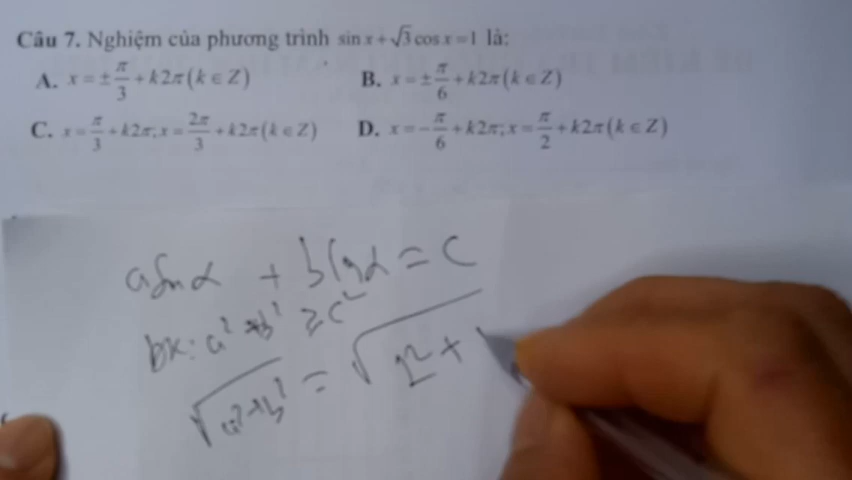 Câu 7. Nghiệm của phương trình sin x + √3 cos x = 1 là:
A. x = ± π/3 + k2π (k ∈ Z) B. x = ± π/6 + k2π (k ∈ Z)
C. x = π/3 + k2π; x = 2π/3 + k2π (k ∈ Z) D. x = − π/6 + k2π; x = π/2 + k2π (k ∈ Z)
a sin α + b cos α = c
ĐK: a² + b² ≥ c²
√(a² + b²) = √(1² +